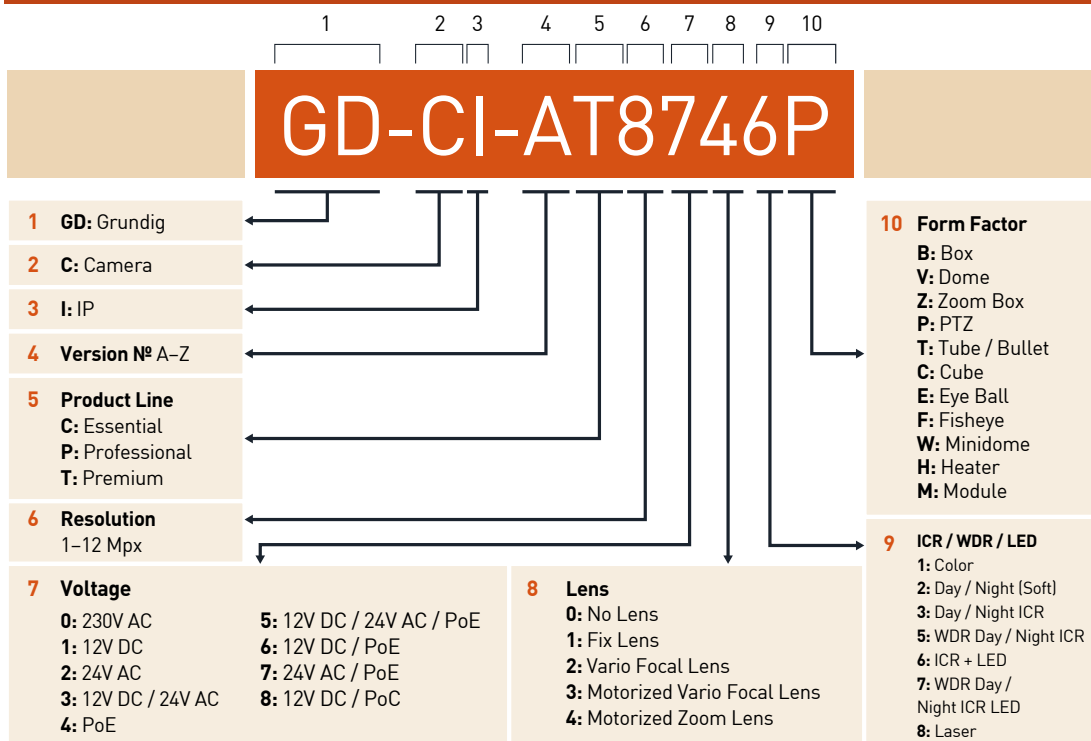 1 2 3 4 5 6 7 8 9 10
GD-CI-AT8746P
1 GD: Grundig
2 C: Camera
3 I: IP
4 Version № A–Z
5 Product Line
C: Essential
P: Professional
T: Premium
6 Resolution
1–12 Mpx
7 Voltage
0: 230V AC
1: 12V DC
2: 24V AC
3: 12V DC / 24V AC
4: PoE
5: 12V DC / 24V AC / PoE
6: 12V DC / PoE
7: 24V AC / PoE
8: 12V DC / PoC
8 Lens
0: No Lens
1: Fix Lens
2: Vario Focal Lens
3: Motorized Vario Focal Lens
4: Motorized Zoom Lens
10 Form Factor
B: Box
V: Dome
Z: Zoom Box
P: PTZ
T: Tube / Bullet
C: Cube
E: Eye Ball
F: Fisheye
W: Minidome
H: Heater
M: Module
9 ICR / WDR / LED
1: Color
2: Day / Night (Soft)
3: Day / Night ICR
5: WDR Day / Night ICR
6: ICR + LED
7: WDR Day /
Night ICR LED
8: Laser